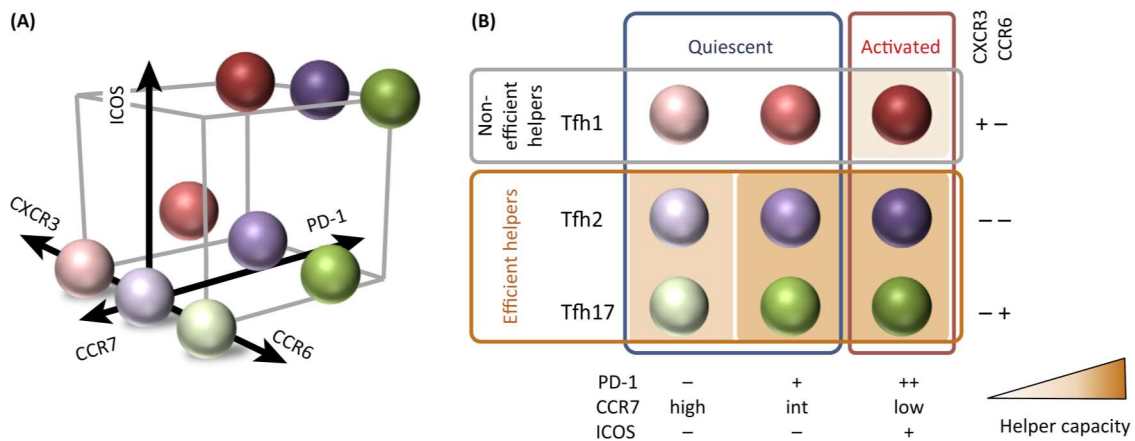 (A)
ICOS
CXCR3
PD-1
CCR7
CCR6
(B)
Quiescent
Activated
CXCR3
CCR6
Non-
efficient
helpers
Tfh1
+ −
Efficient helpers
Tfh2
− −
Tfh17
− +
PD-1 − + ++
CCR7 high int low
ICOS − − +
Helper capacity